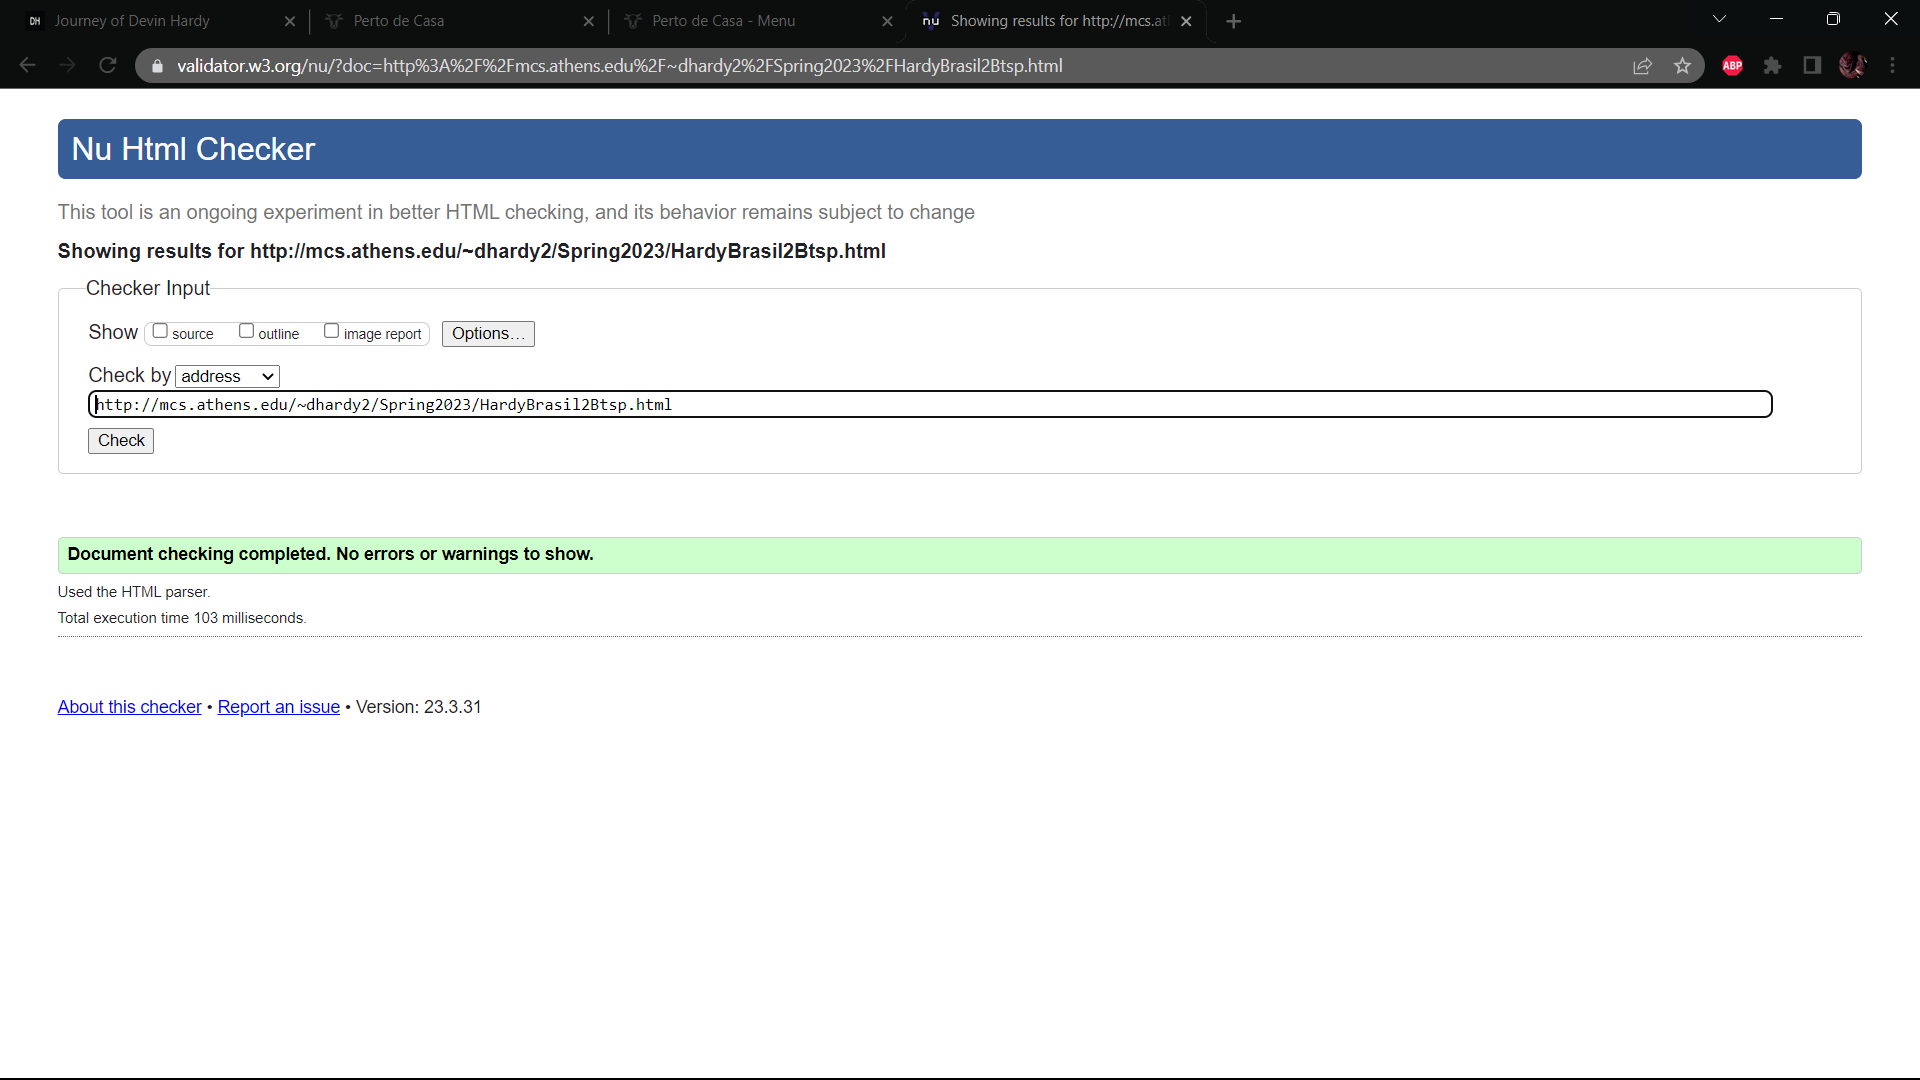 DH Journey of Devin Hardy
Perto de Casa
Perto de Casa - Menu
nu Showing results for http://mcs.at
validator.w3.org/nu/?doc=http%3A%2F%2Fmcs.athens.edu%2F~dhardy2%2FSpring2023%2FHardyBrasil2Btsp.html
ABP
Nu Html Checker
This tool is an ongoing experiment in better HTML checking, and its behavior remains subject to change
Showing results for http://mcs.athens.edu/~dhardy2/Spring2023/HardyBrasil2Btsp.html
Checker Input
Show source outline image report Options…
Check by address
http://mcs.athens.edu/~dhardy2/Spring2023/HardyBrasil2Btsp.html
Check
Document checking completed. No errors or warnings to show.
Used the HTML parser.
Total execution time 103 milliseconds.
About this checker • Report an issue • Version: 23.3.31